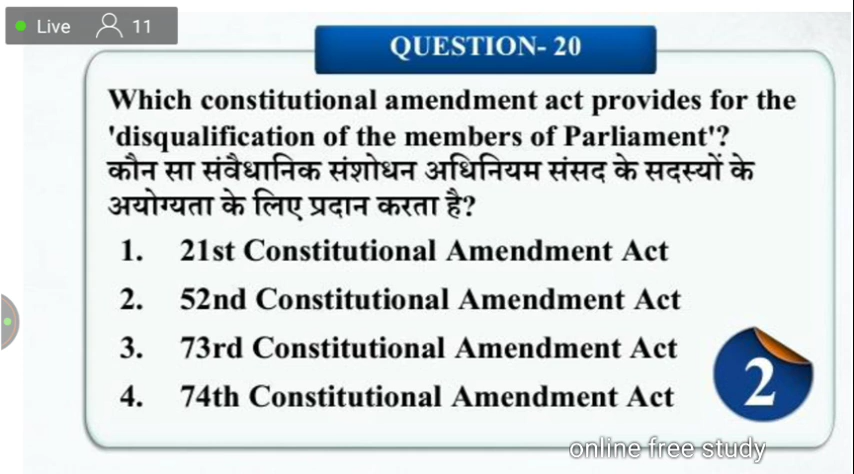 Live 11
QUESTION- 20
Which constitutional amendment act provides for the
'disqualification of the members of Parliament'?
कौन सा संवैधानिक संशोधन अधिनियम संसद के सदस्यों के
अयोग्यता के लिए प्रदान करता है?
1. 21st Constitutional Amendment Act
2. 52nd Constitutional Amendment Act
3. 73rd Constitutional Amendment Act
4. 74th Constitutional Amendment Act
2
online free study